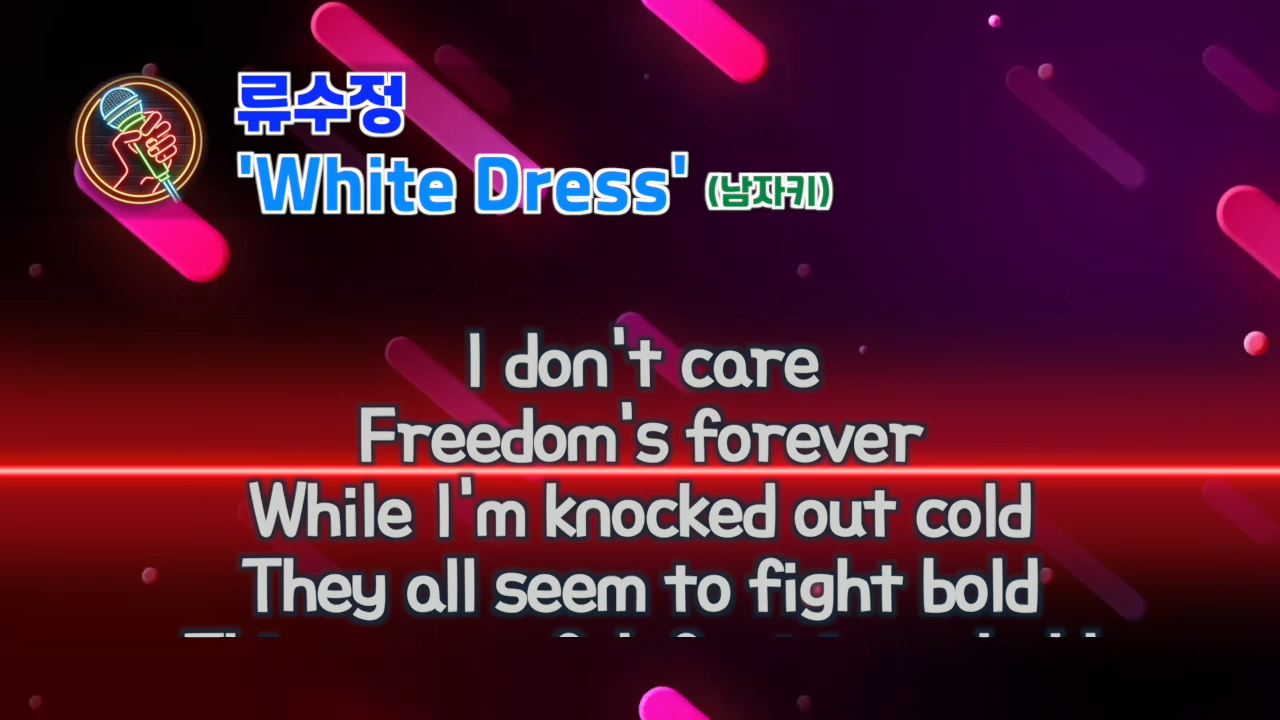 류수정
'White Dress' (남자키)
I don't care
Freedom's forever
While I'm knocked out cold
They all seem to fight bold